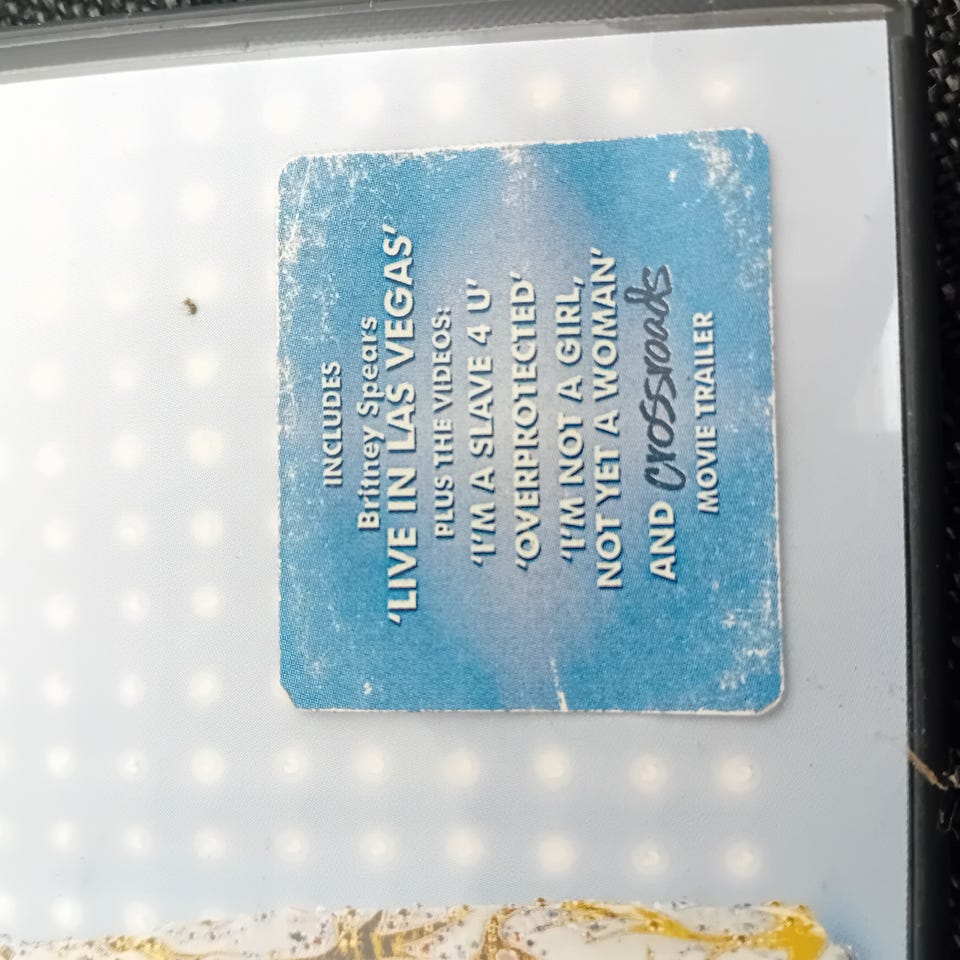 INCLUDES
Britney Spears
'LIVE IN LAS VEGAS'
PLUS THE VIDEOS:
'I'M A SLAVE 4 U'
'OVERPROTECTED'
'I'M NOT A GIRL,
NOT YET A WOMAN'
AND crossroads
MOVIE TRAILER